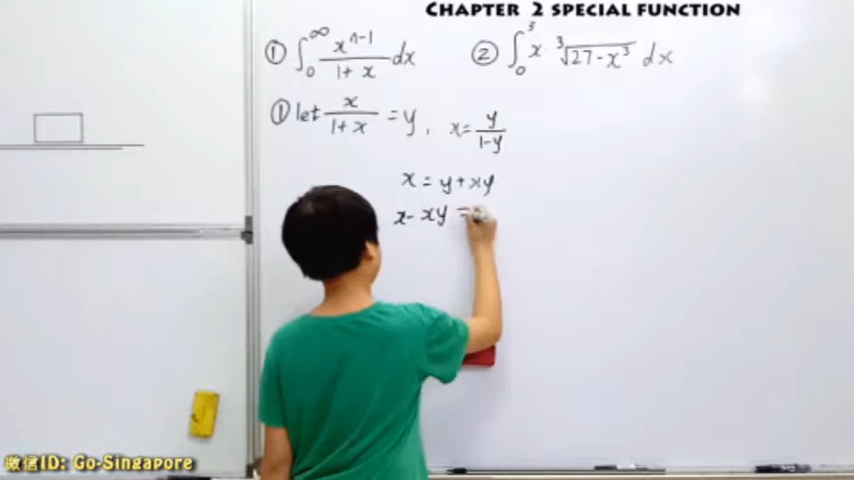 CHAPTER 2 SPECIAL FUNCTION
① ∫₀^∞ x^(n-1)/(1+x) dx   ② ∫₀³ x ∛(27-x³) dx
① let x/(1+x) = y, x = y/(1-y)
x = y + xy
x - xy =
微信ID: Go-Singapore